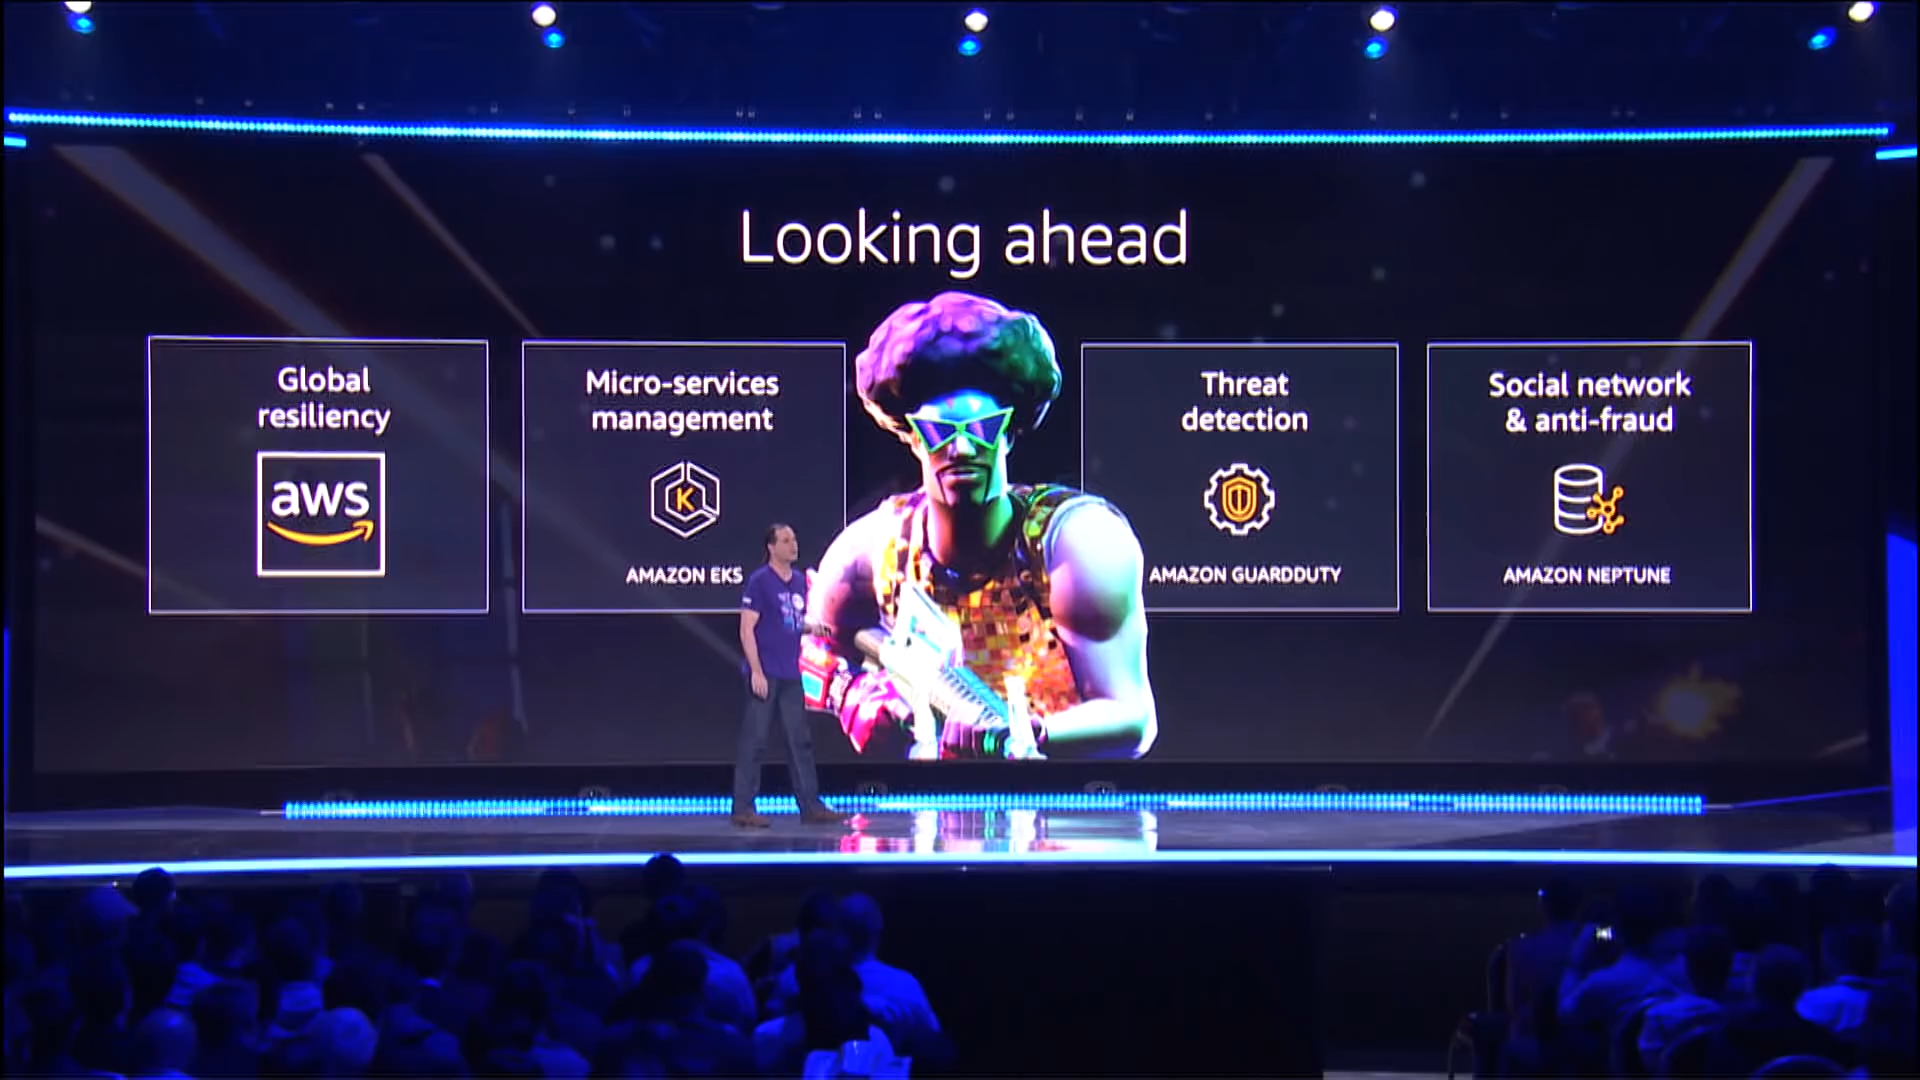 Looking ahead
Global
resiliency
aws
Micro-services
management
K
AMAZON EKS
Threat
detection
AMAZON GUARDDUTY
Social network
& anti-fraud
AMAZON NEPTUNE